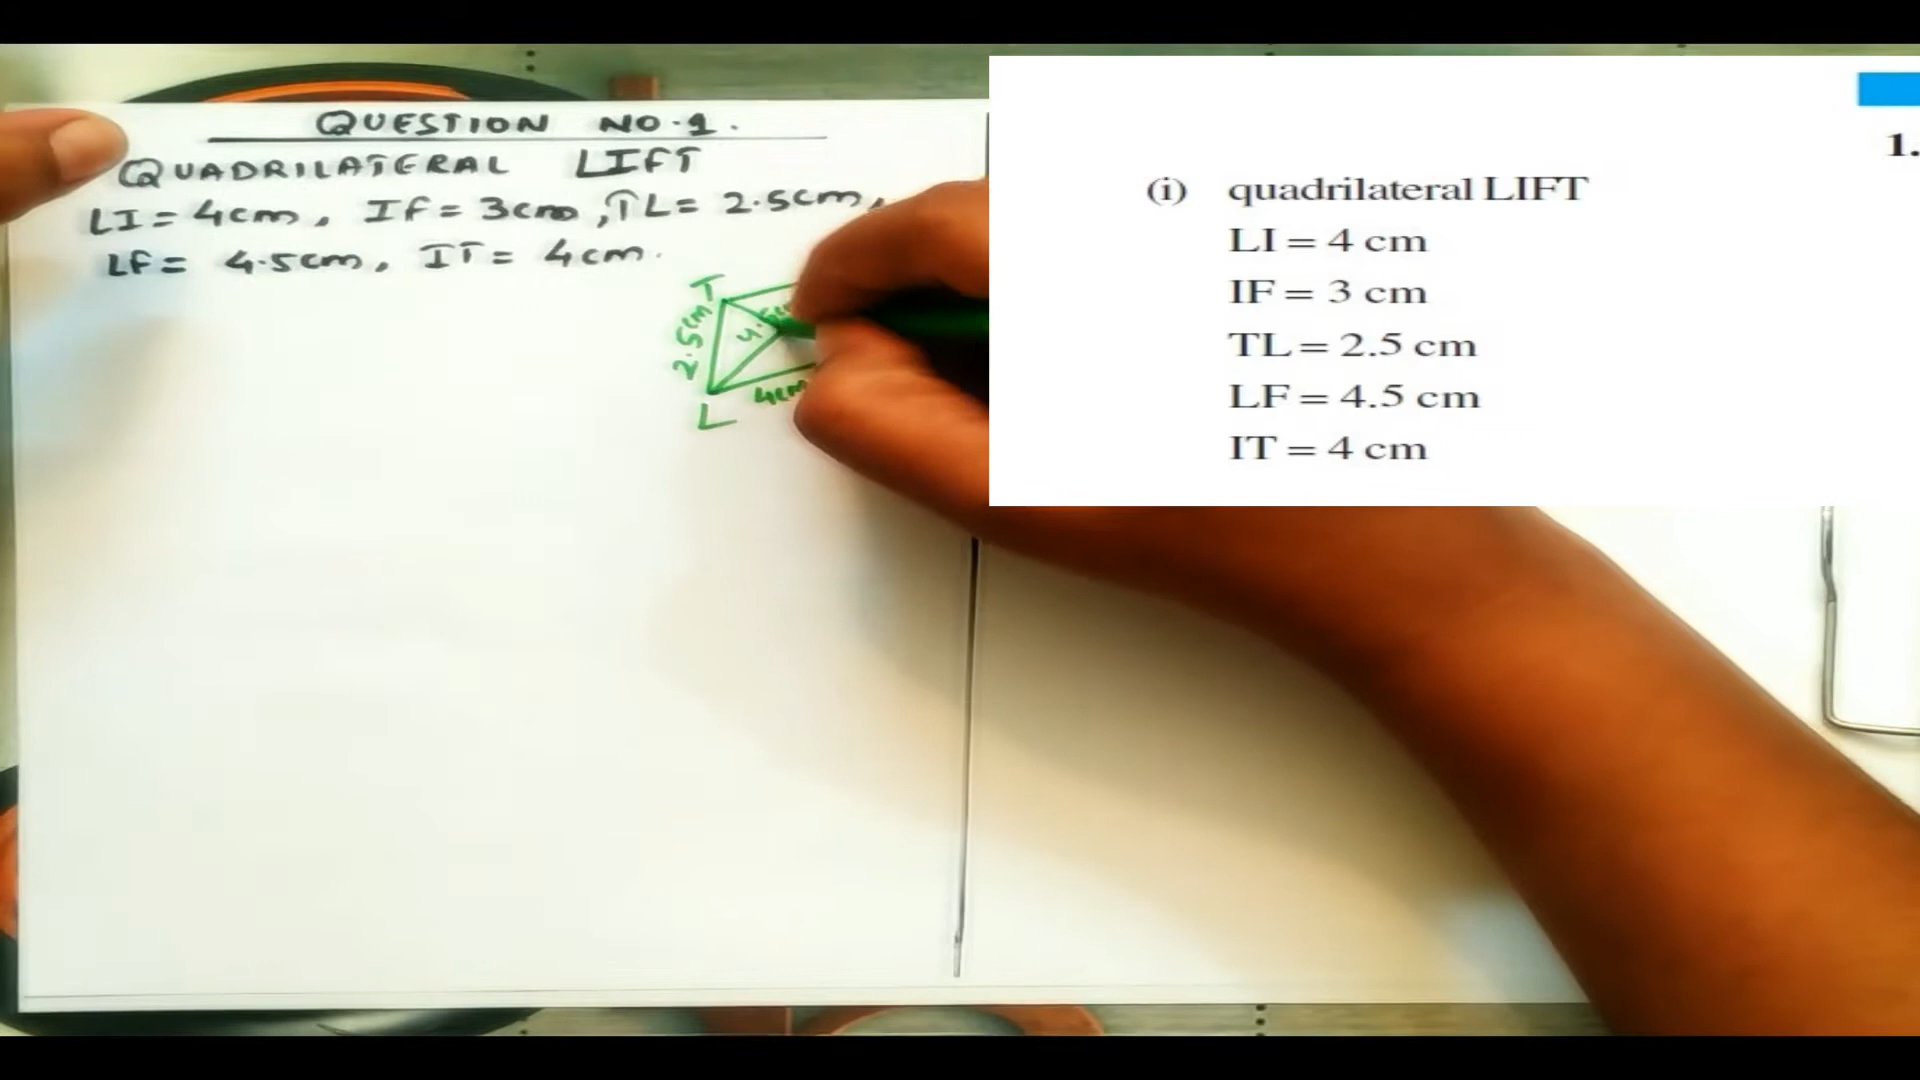 QUESTION NO.1.
QUADRILATERAL LIFT
LI = 4cm, IF = 3cm, TL = 2.5cm,
LF = 4.5cm, IT = 4cm.
T
2.5cm
4.5cm
4cm
L
1.
(i) quadrilateral LIFT
LI = 4 cm
IF = 3 cm
TL = 2.5 cm
LF = 4.5 cm
IT = 4 cm